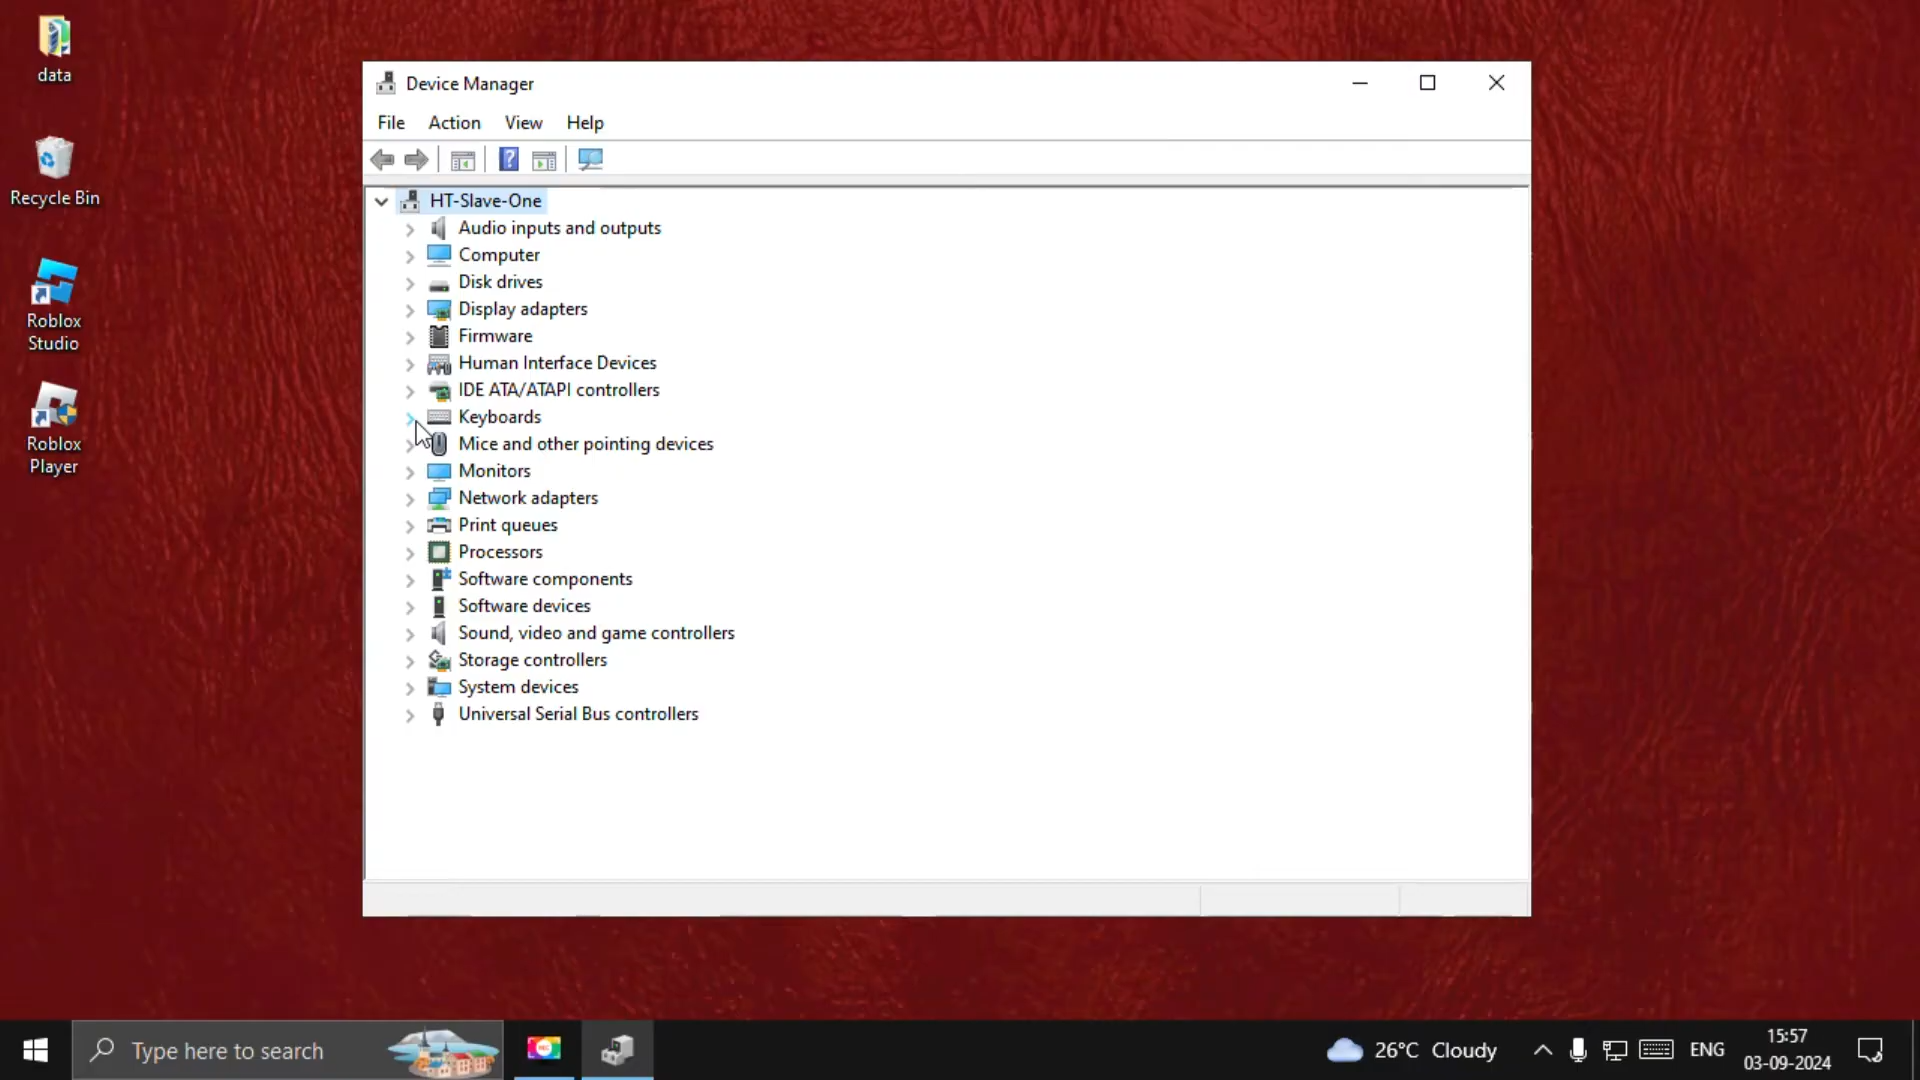 data
Recycle Bin
Roblox
Studio
Roblox
Player
Device Manager
File Action View Help
HT-Slave-One
Audio inputs and outputs
Computer
Disk drives
Display adapters
Firmware
Human Interface Devices
IDE ATA/ATAPI controllers
Keyboards
Mice and other pointing devices
Monitors
Network adapters
Print queues
Processors
Software components
Software devices
Sound, video and game controllers
Storage controllers
System devices
Universal Serial Bus controllers
Type here to search
26°C Cloudy
ENG
15:57
03-09-2024